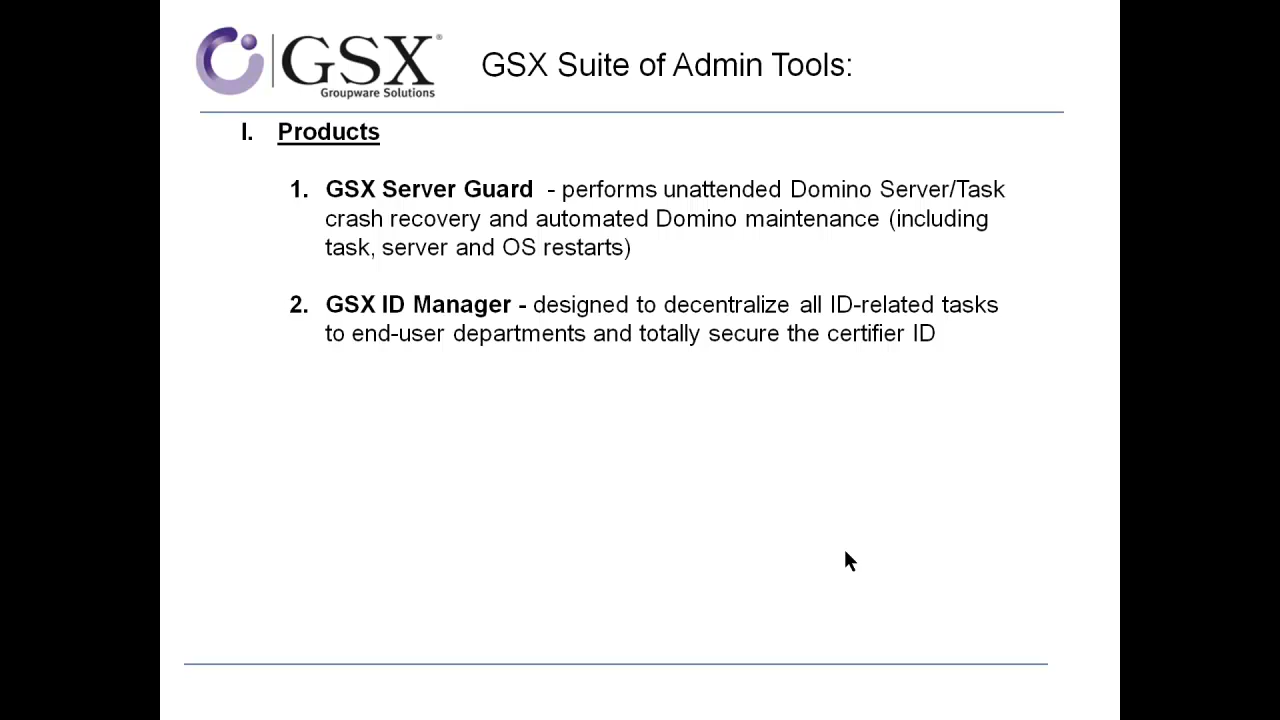 GSX®
Groupware Solutions
GSX Suite of Admin Tools:
I. Products
1. GSX Server Guard - performs unattended Domino Server/Task
crash recovery and automated Domino maintenance (including
task, server and OS restarts)
2. GSX ID Manager - designed to decentralize all ID-related tasks
to end-user departments and totally secure the certifier ID